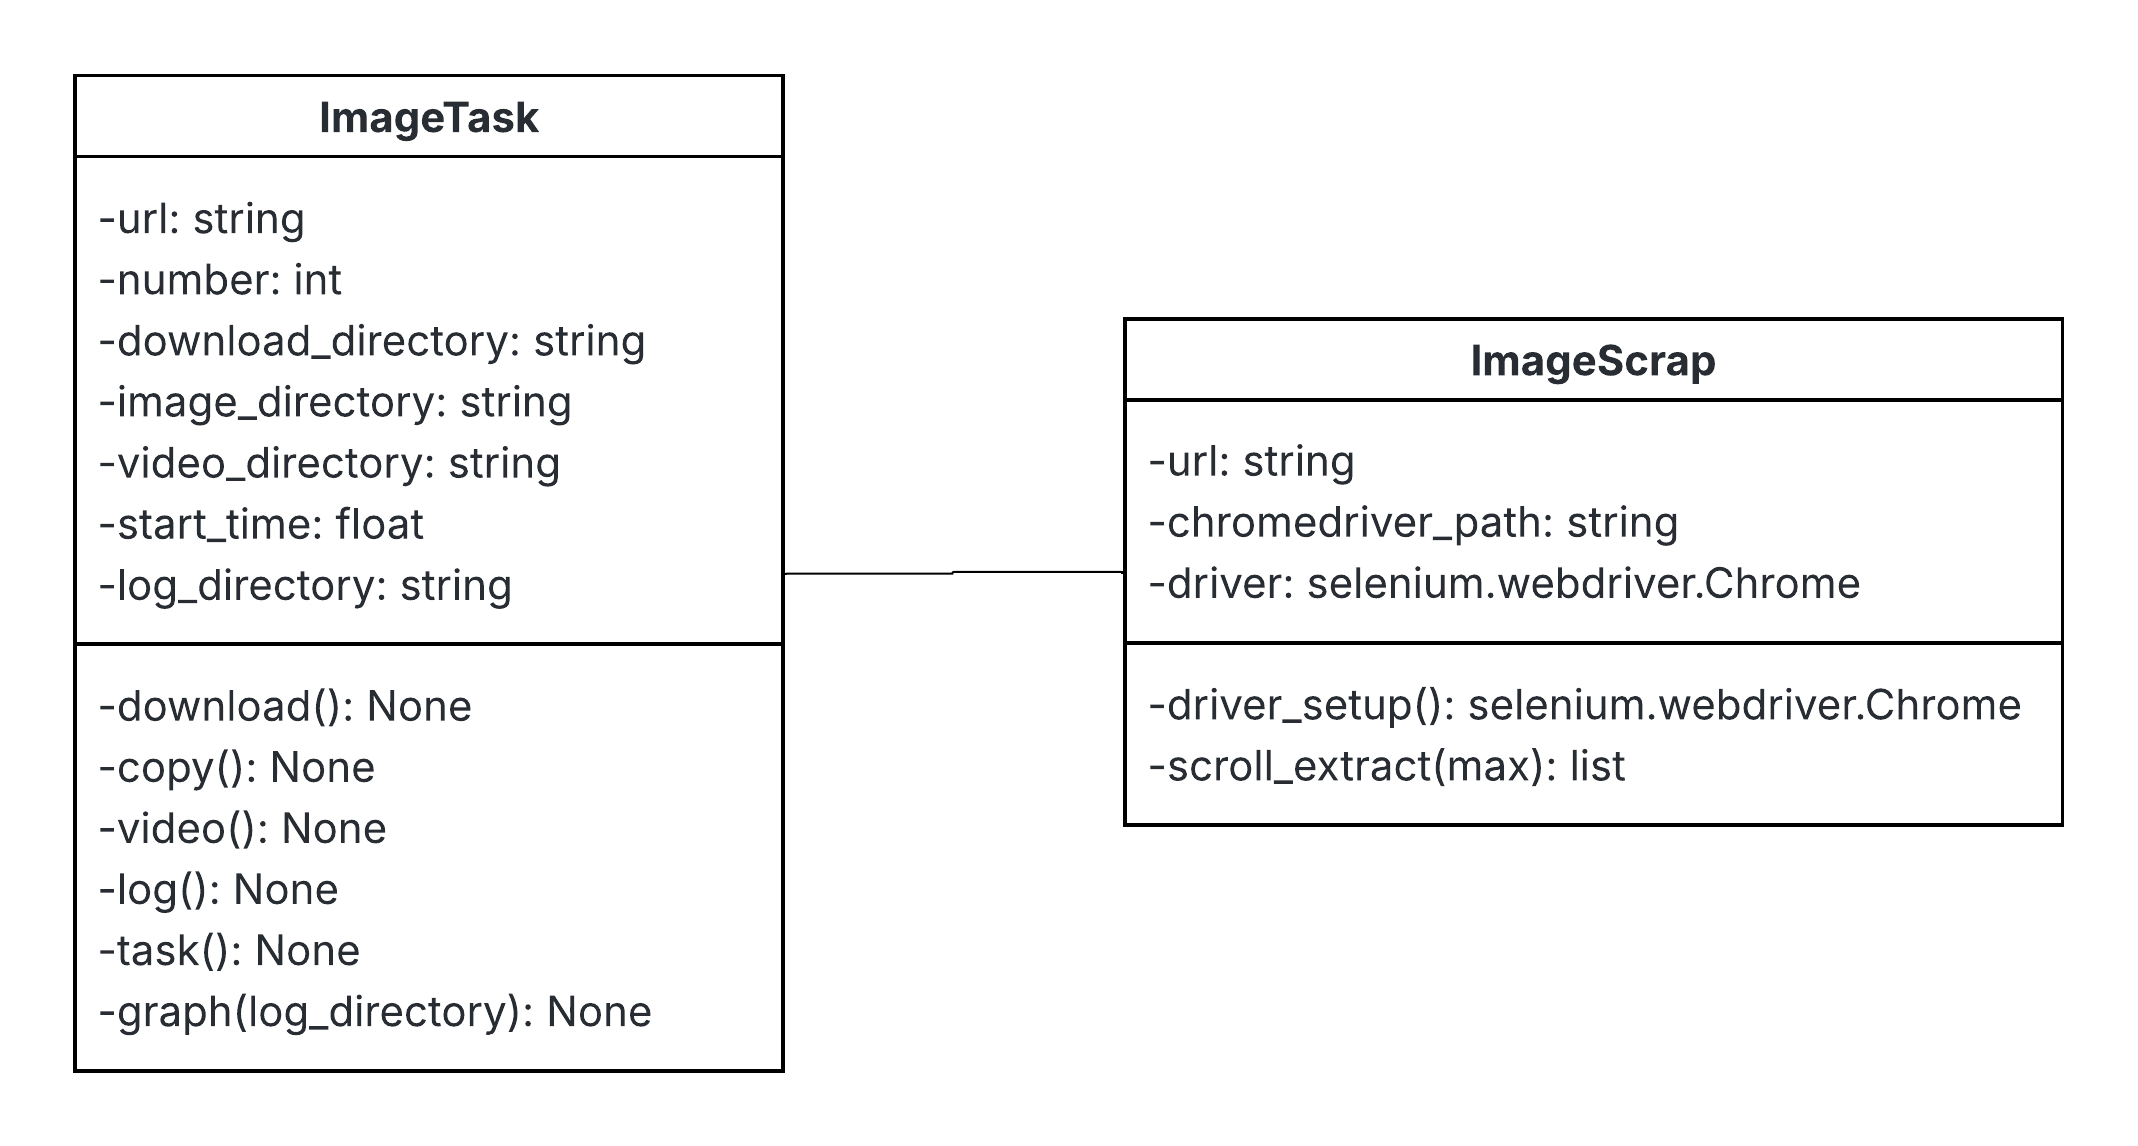 ImageTask
-url: string
-number: int
-download_directory: string
-image_directory: string
-video_directory: string
-start_time: float
-log_directory: string
-download(): None
-copy(): None
-video(): None
-log(): None
-task(): None
-graph(log_directory): None
ImageScrap
-url: string
-chromedriver_path: string
-driver: selenium.webdriver.Chrome
-driver_setup(): selenium.webdriver.Chrome
-scroll_extract(max): list